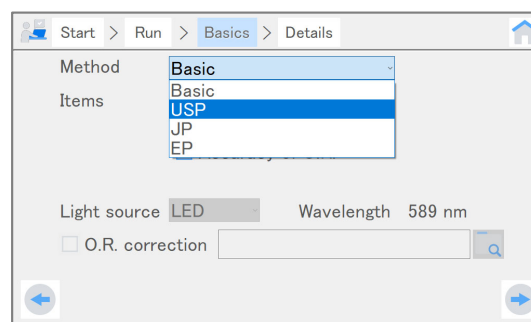 Start > Run > Basics > Details
Method Basic
Basic
Items
USP
JP
EP
Light source LED Wavelength 589 nm
O.R. correction